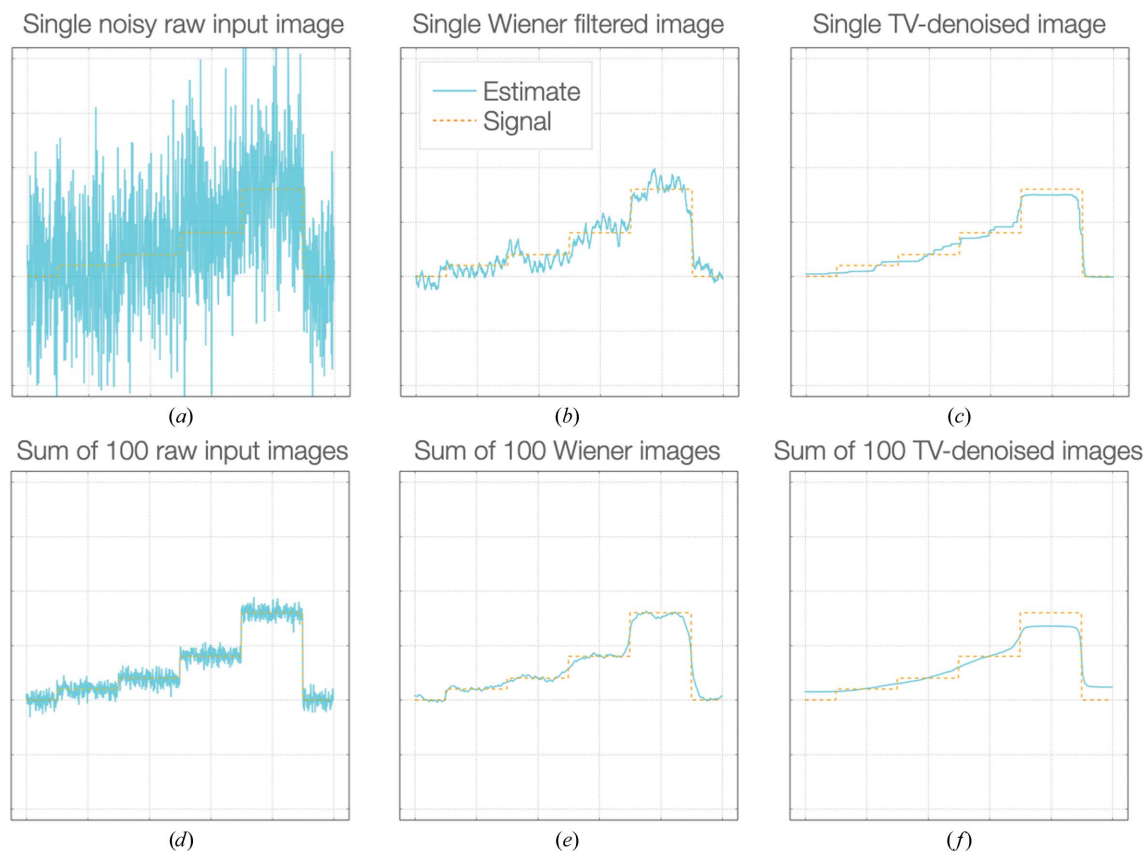 Single noisy raw input image
Single Wiener filtered image
Single TV-denoised image
Estimate
Signal
(a)
(b)
(c)
Sum of 100 raw input images
Sum of 100 Wiener images
Sum of 100 TV-denoised images
(d)
(e)
(f)